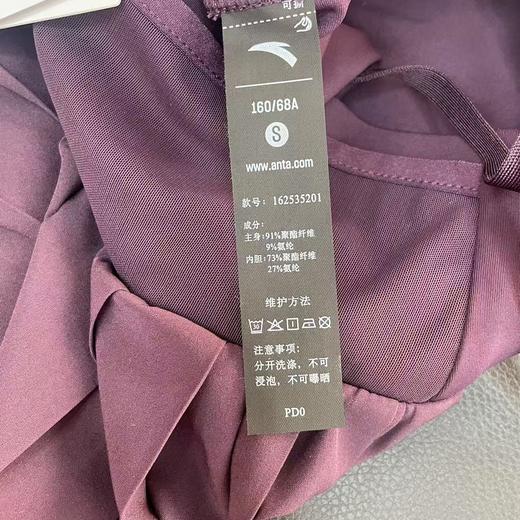 可撕
160/68A
S
www.anta.com
款号：162535201
成分：
主身：91%聚酯纤维
9%氨纶
内胆：73%聚酯纤维
27%氨纶
维护方法
30
注意事项：
分开洗涤，不可
浸泡，不可曝晒
PD0